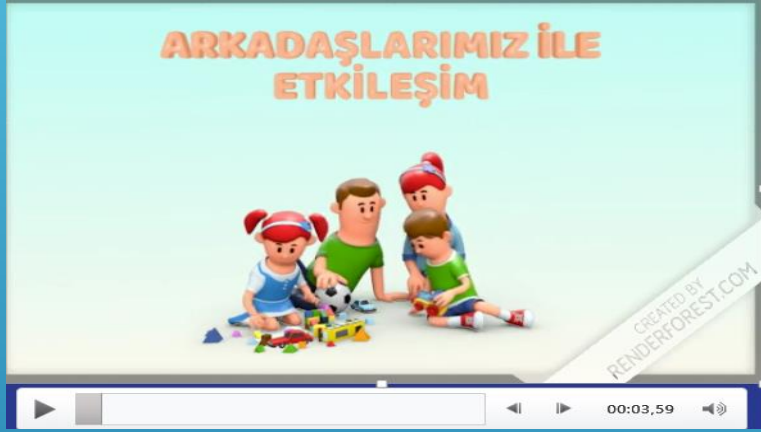 ARKADAŞLARIMIZ İLE
ETKİLEŞİM
CREATED BY
RENDERFOREST.COM
00:03,59